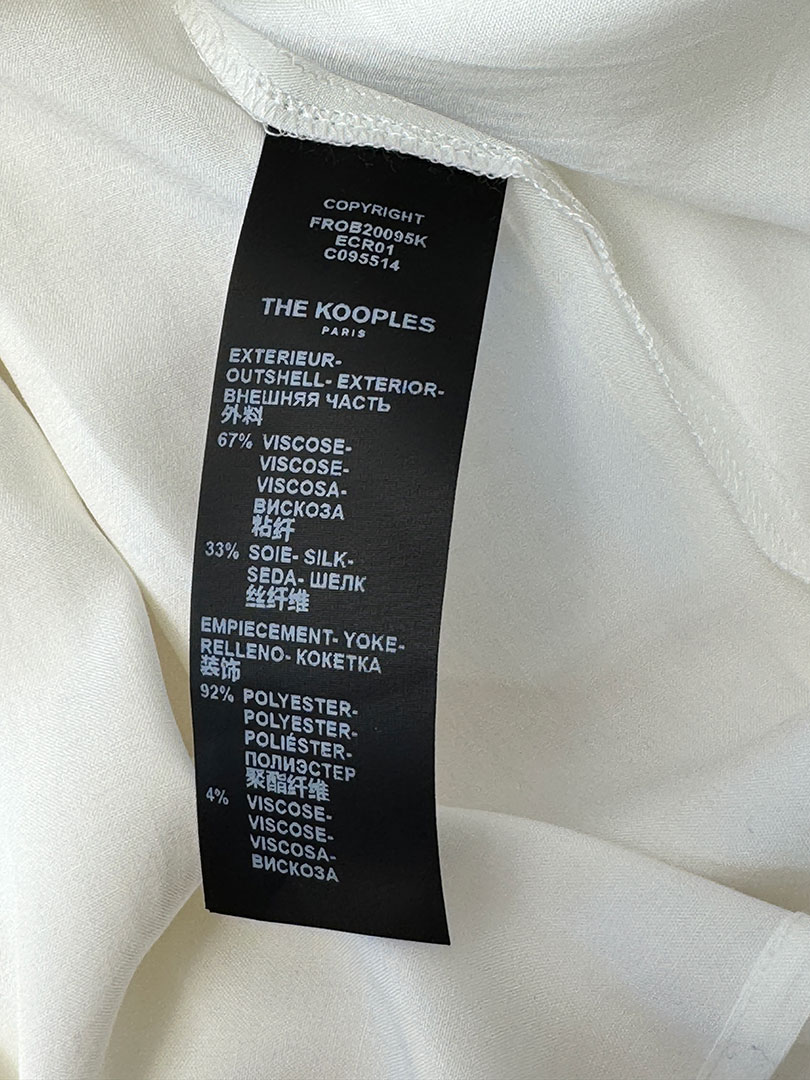 COPYRIGHT
FROB20095K
ECR01
C095514
THE KOOPLES
PARIS
EXTERIEUR-
OUTSHELL- EXTERIOR-
ВНЕШНЯЯ ЧАСТЬ
外料
67% VISCOSE-
VISCOSE-
VISCOSA-
ВИСКОЗА
粘纤
33% SOIE- SILK-
SEDA- ШЕЛК
丝纤维
EMPIECEMENT- YOKE-
RELLENO- КОКЕТКА
装饰
92% POLYESTER-
POLYESTER-
POLIÉSTER-
ПОЛИЭСТЕР
聚酯纤维
4% VISCOSE-
VISCOSE-
VISCOSA-
ВИСКОЗА